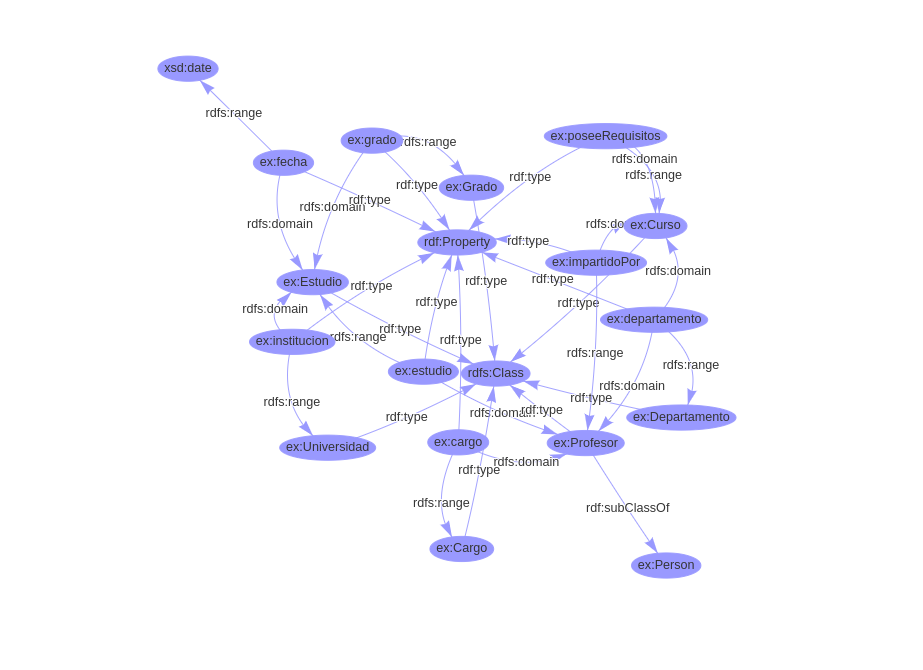 xsd:date
rdfs:range
ex:poseeRequisitos
ex:grado
rdfs:range
rdfs:domain
ex:fecha
rdfs:range
rdf:type
rdf:type
ex:Grado
rdf:type
rdfs:domain
rdfs:domain
rdfs:do
ex:Curso
rdf:Property
rdf:type
ex:impartidoPor
rdfs:domain
ex:Estudio
rdf:type
rdf:type
rdf:type
rdf:type
rdf:type
rdfs:domain
ex:departamento
rdf:type
rdfs:range
ex:institucion
rdf:type
rdfs:range
rdfs:range
ex:estudio
rdfs:Class
rdfs:domain
rdfs:range
rdf:type
rdfs:domain
rdf:type
rdf:type
ex:Departamento
ex:Universidad
ex:cargo
ex:Profesor
rdfs:domain
rdf:type
rdfs:range
rdf:subClassOf
ex:Cargo
ex:Person